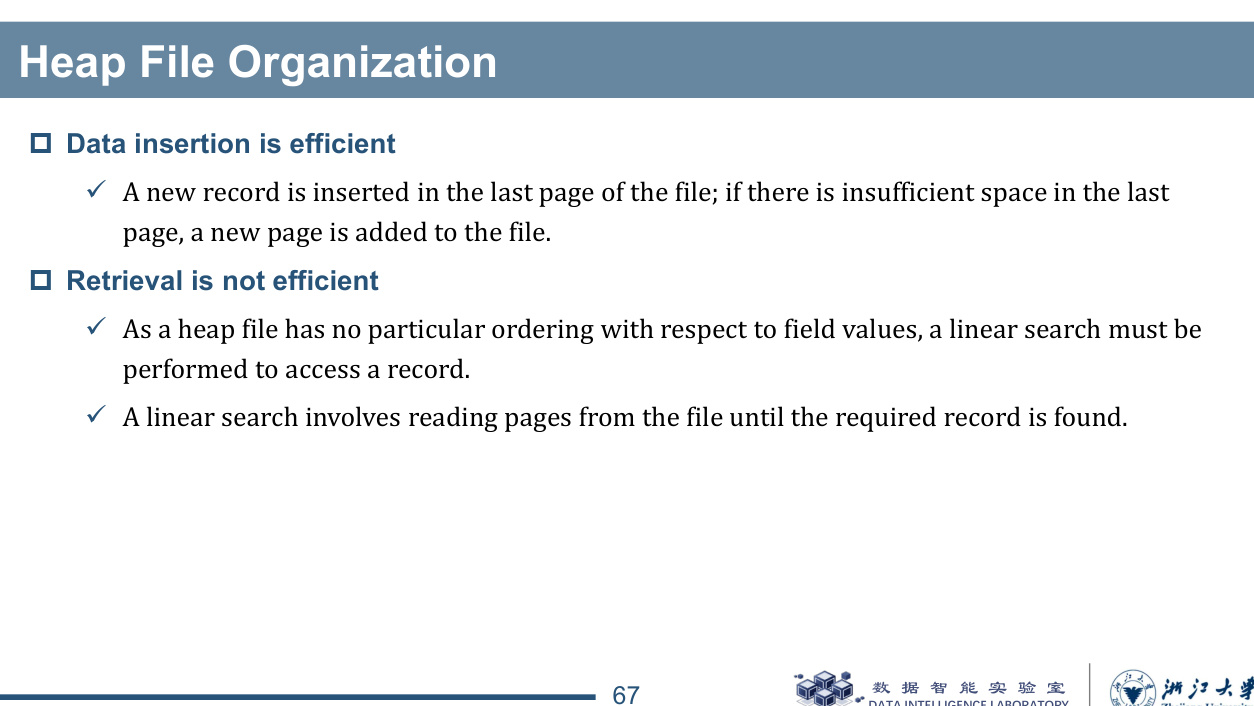 Heap File Organization
Data insertion is efficient
A new record is inserted in the last page of the file; if there is insufficient space in the last
page, a new page is added to the file.
Retrieval is not efficient
As a heap file has no particular ordering with respect to field values, a linear search must be
performed to access a record.
A linear search involves reading pages from the file until the required record is found.
67
数据智能实验室
DATA INTELLIGENCE LABORATORY
浙江大学
Zhejiang University